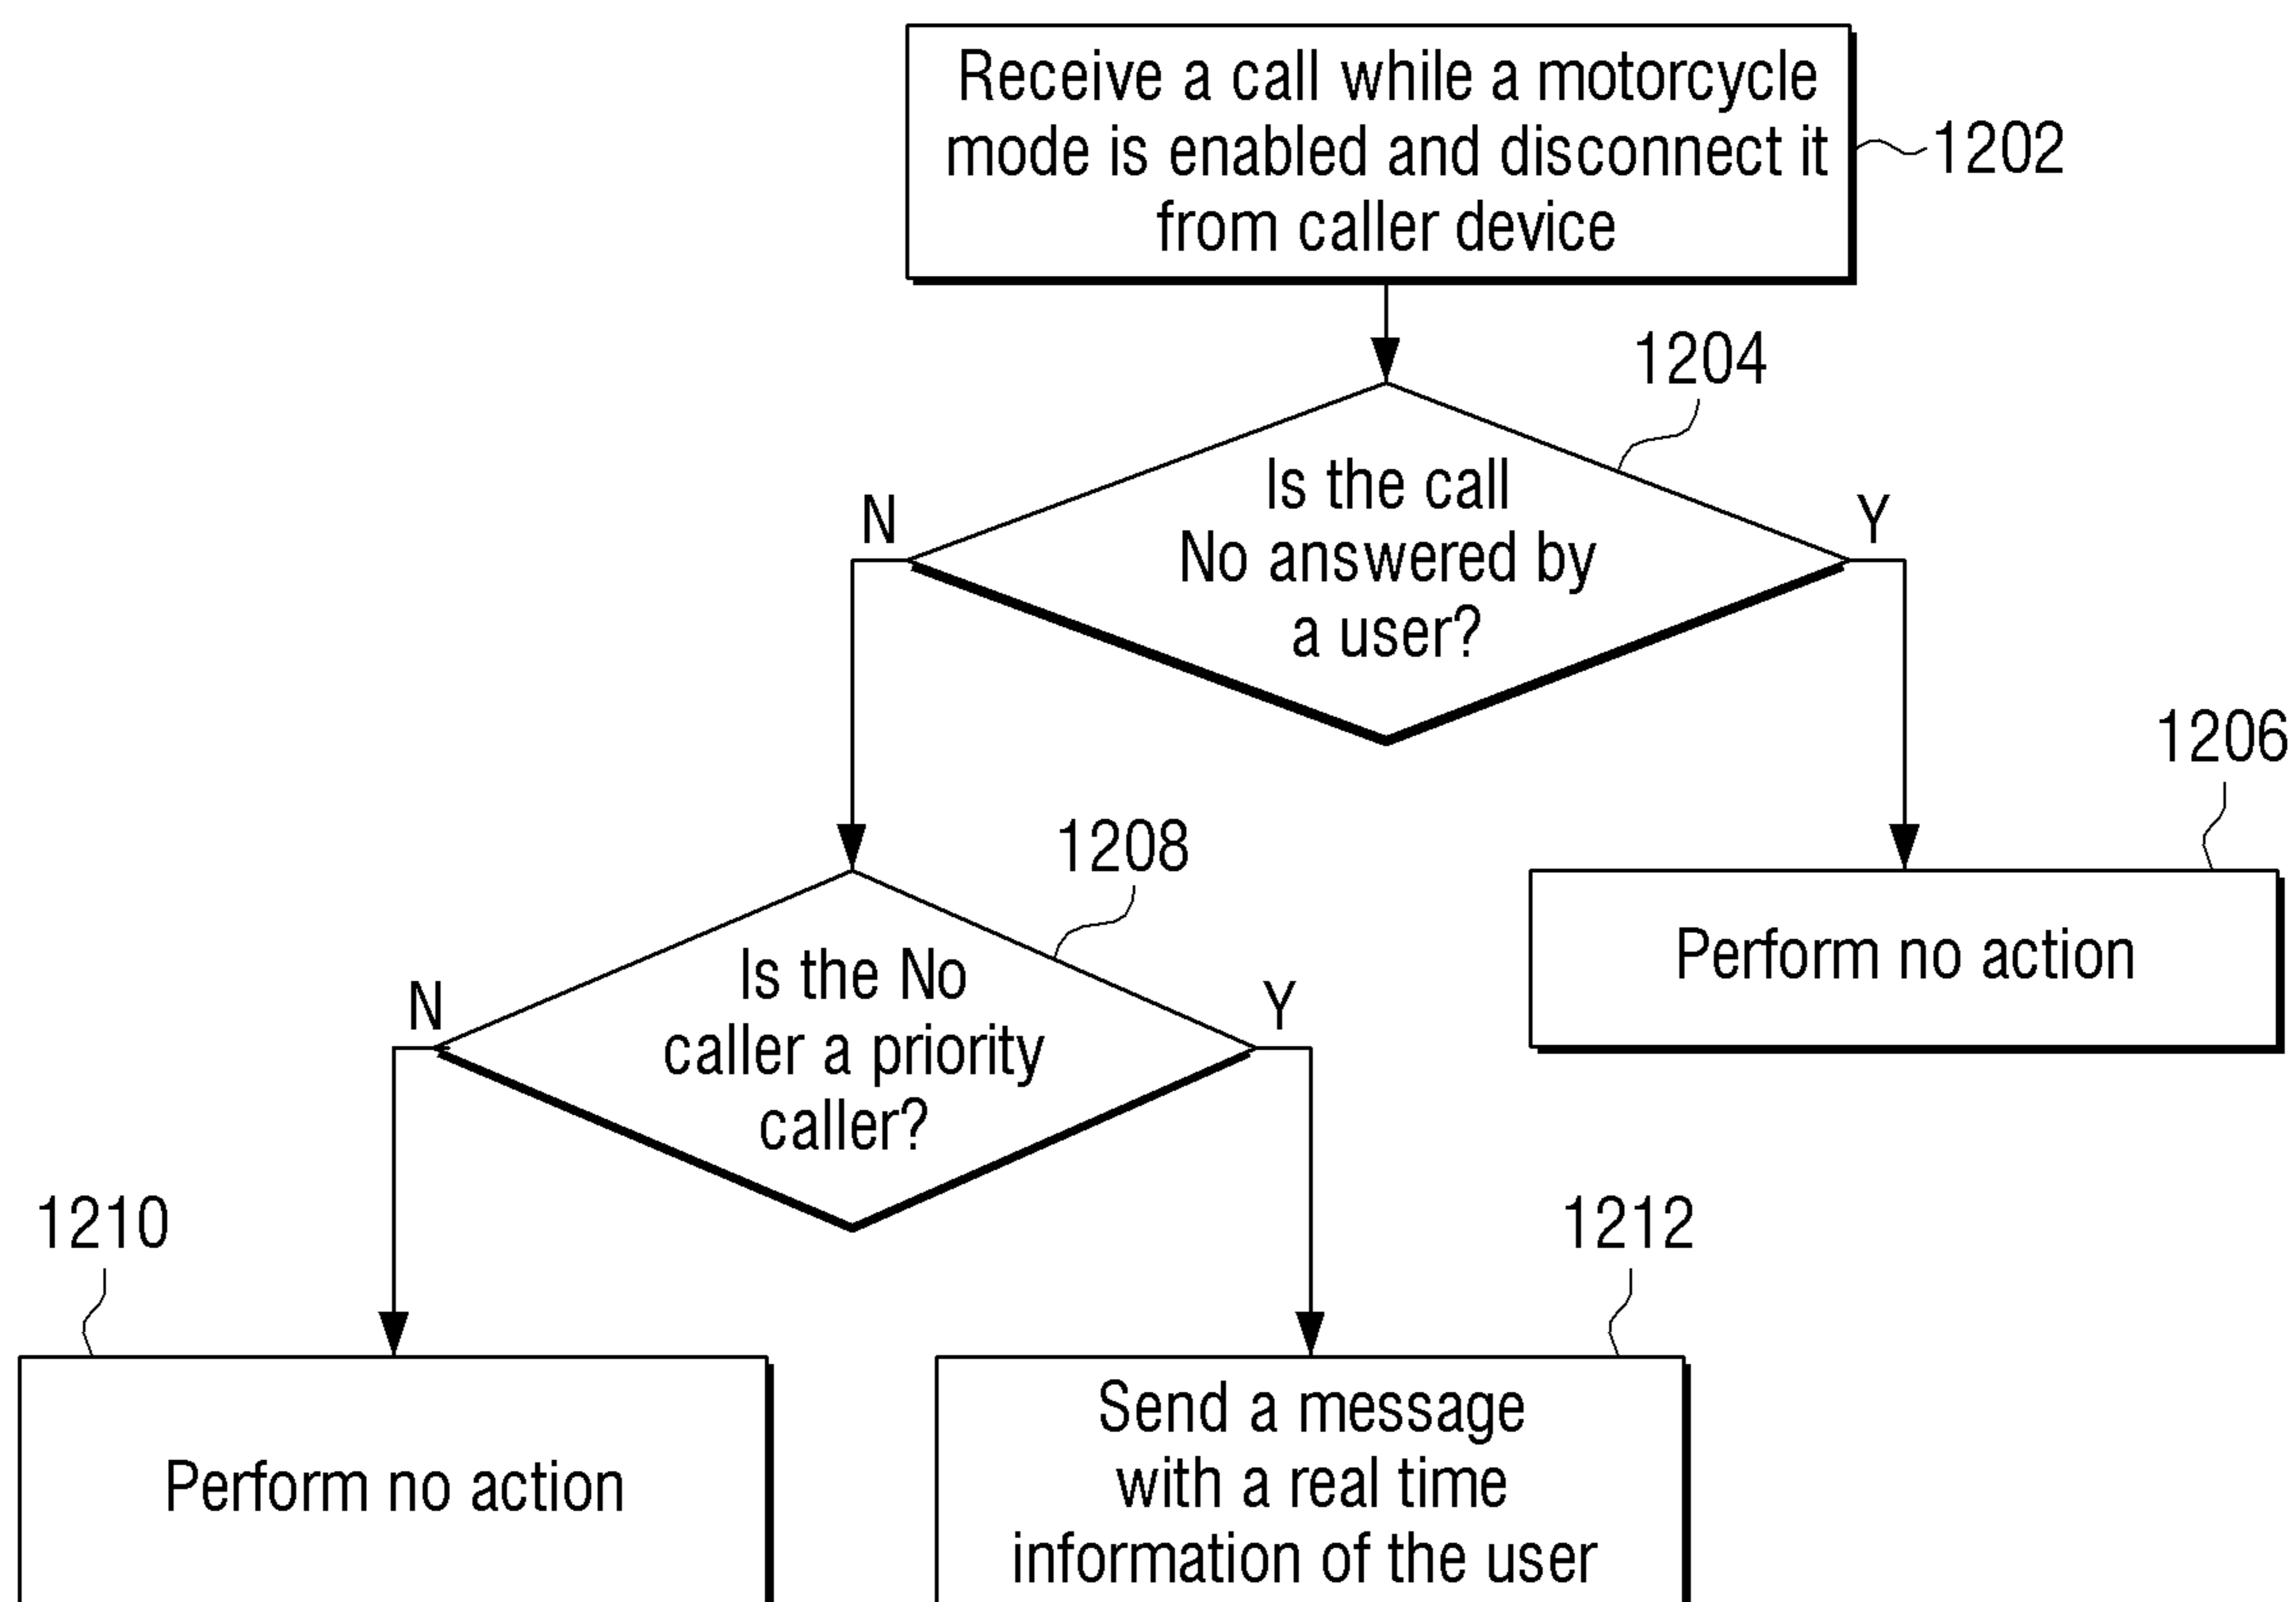 Receive a call while a motorcycle
mode is enabled and disconnect it
from caller device
1202
1204
Is the call
No answered by
a user?
N
Y
1206
Perform no action
1208
Is the No
caller a priority
caller?
N
Y
1210
Perform no action
1212
Send a message
with a real time
information of the user